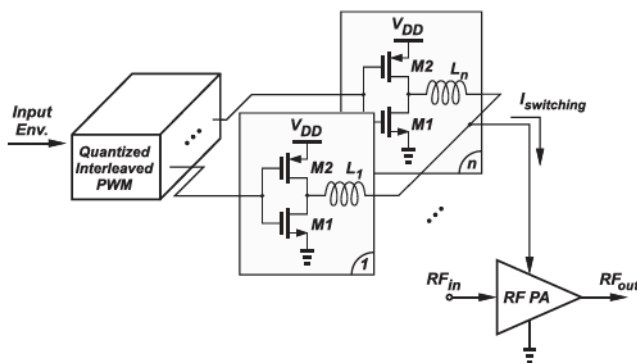 V_DD
M2
L_n
M1
I_switching
n
Input
Env.
Quantized
Interleaved
PWM
V_DD
M2
L_1
M1
1
RF_in
RF PA
RF_out